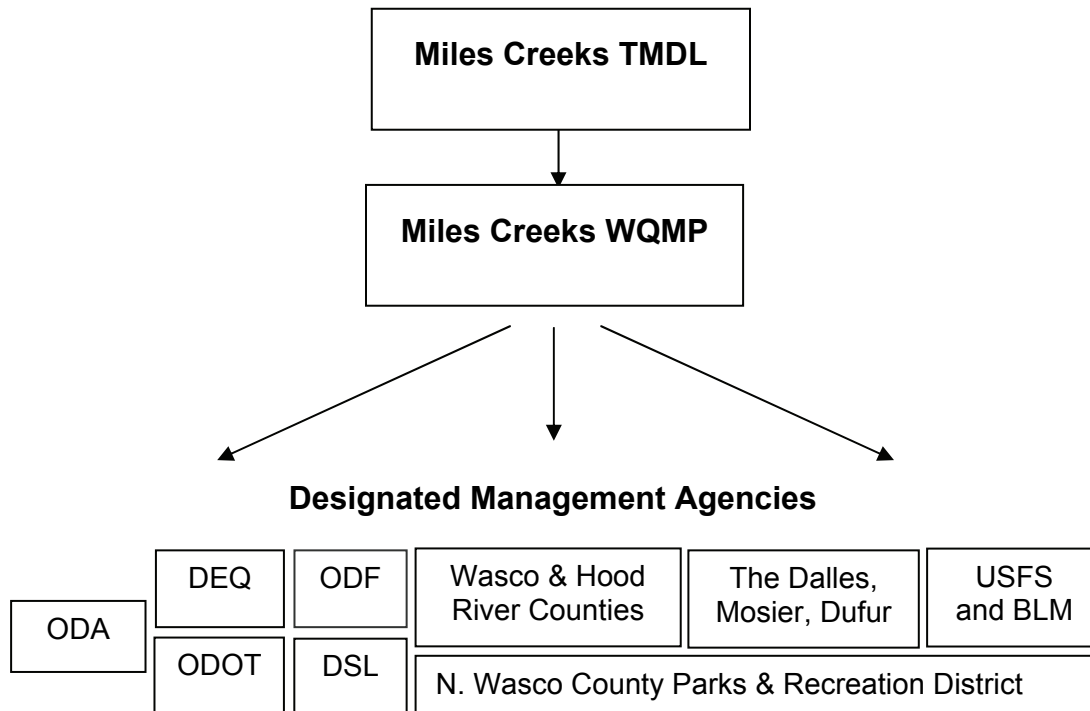 Miles Creeks TMDL
Miles Creeks WQMP
Designated Management Agencies
ODA
DEQ
ODF
Wasco & Hood
River Counties
The Dalles,
Mosier, Dufur
USFS
and BLM
ODOT
DSL
N. Wasco County Parks & Recreation District